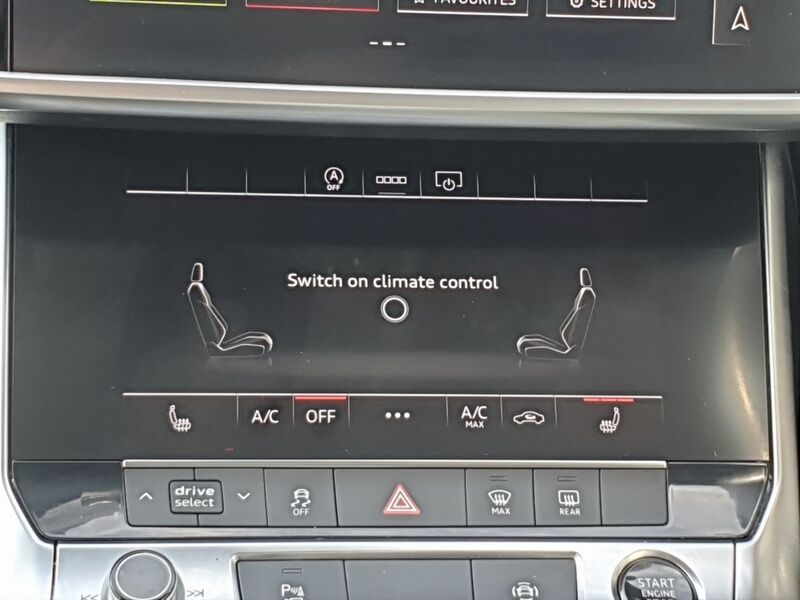 FAVOURITES
SETTINGS
A
OFF
Switch on climate control
A/C
OFF
A/C
MAX
drive
select
OFF
MAX
REAR
P
START
ENGINE